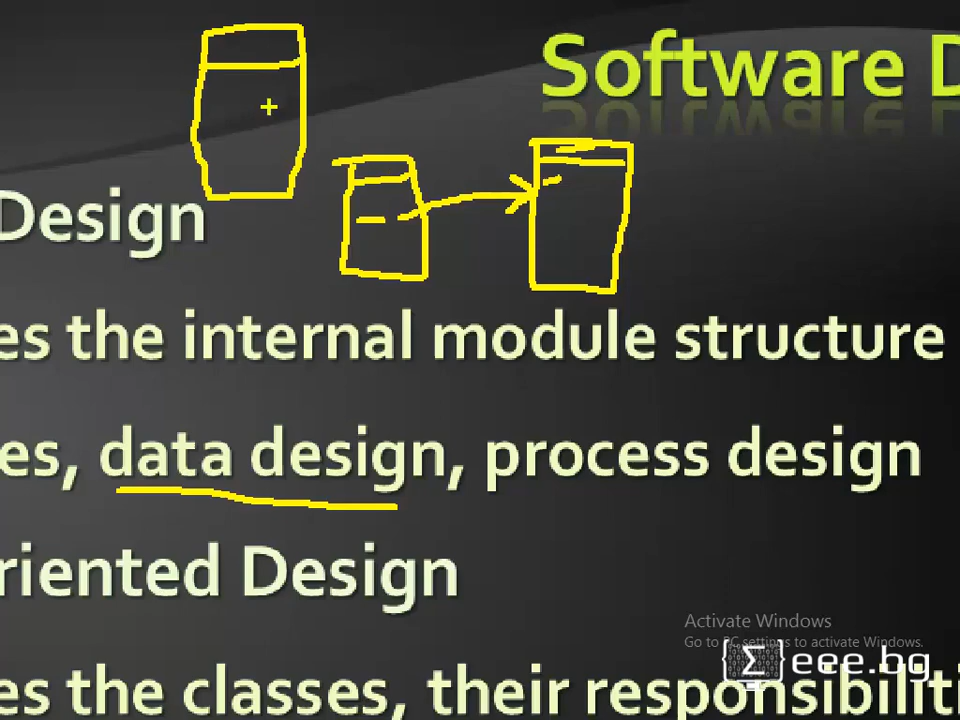 Software D
Design
es the internal module structure
es, data design, process design
riented Design
Activate Windows
Go to PC settings to activate Windows.
{Σ}eee.bg
es the classes, their responsibiliti